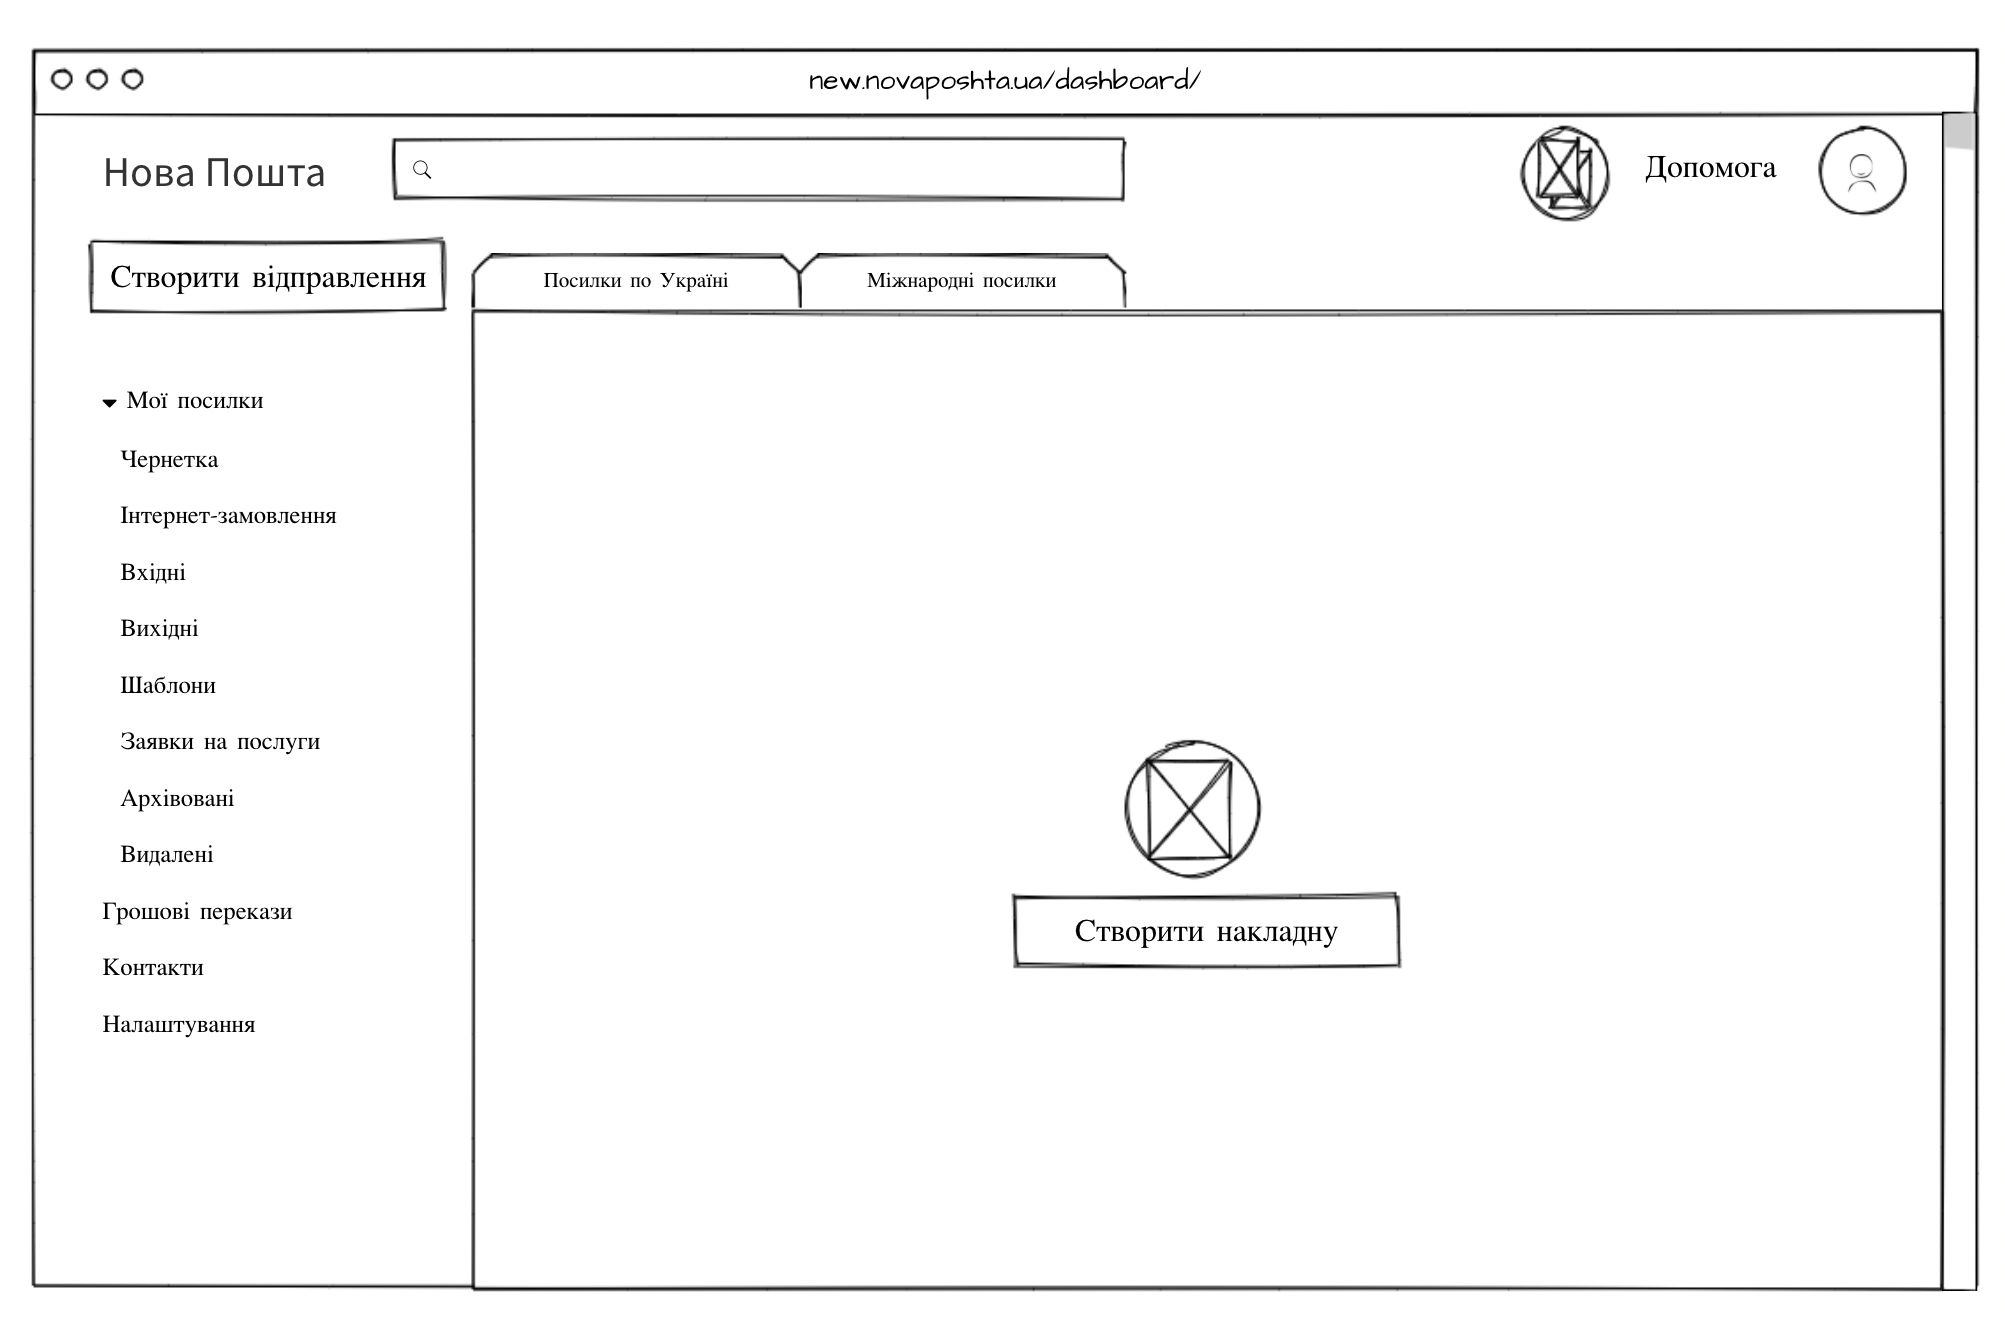 new.novaposhta.ua/dashboard/
Нова Пошта
Допомога
Створити відправлення
Посилки по Україні
Міжнародні посилки
Мої посилки
Чернетка
Інтернет-замовлення
Вхідні
Вихідні
Шаблони
Заявки на послуги
Архівовані
Видалені
Грошові перекази
Контакти
Налаштування
Створити накладну